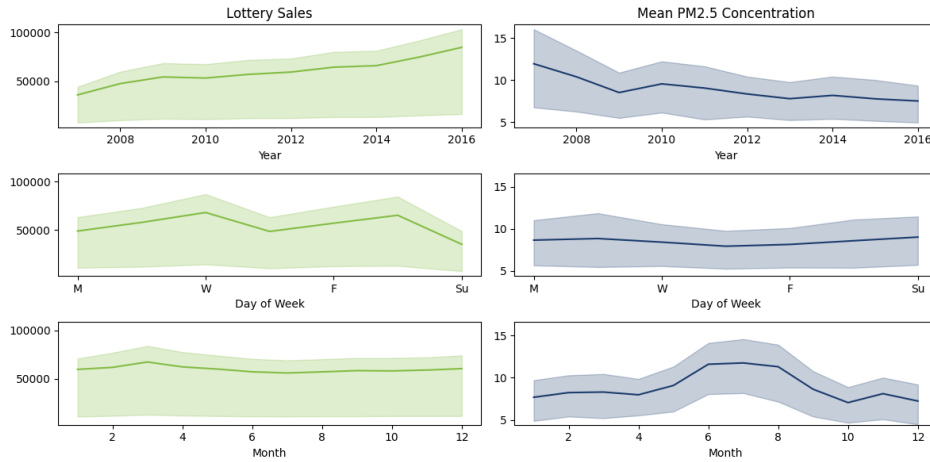 Lottery Sales
100000
50000
2008 2010 2012 2014 2016
Year
Mean PM2.5 Concentration
15
10
5
2008 2010 2012 2014 2016
Year
100000
50000
M W F Su
Day of Week
15
10
5
M W F Su
Day of Week
100000
50000
2 4 6 8 10 12
Month
15
10
5
2 4 6 8 10 12
Month